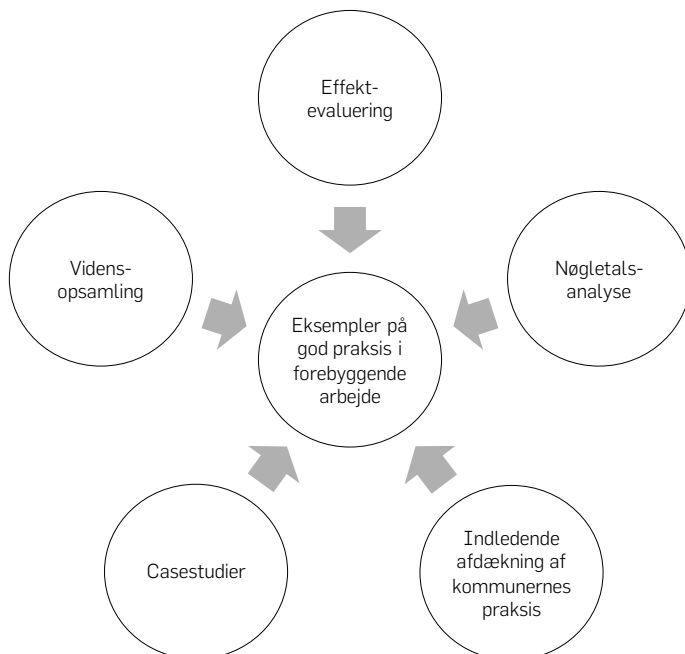 Effekt-
evaluering
Videns-
opsamling
Nøgletals-
analyse
Eksempler på
god praksis i
forebyggende
arbejde
Casestudier
Indledende
afdækning af
kommunernes
praksis